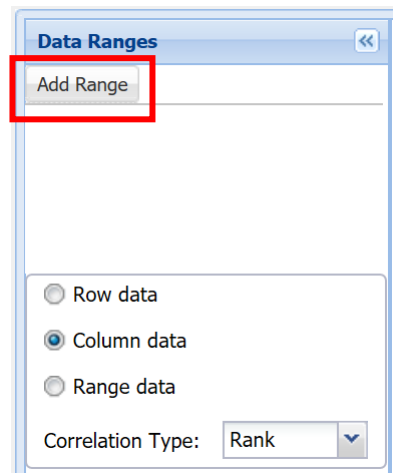 Data Ranges
Add Range
Row data
Column data
Range data
Correlation Type: Rank